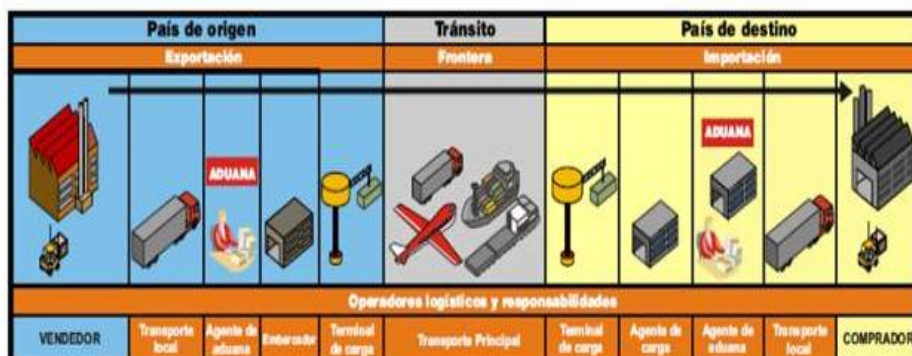 País de origen
Tránsito
País de destino
Exportación
Frontera
Importación
ADUANA
ADUANA
Operadores logísticos y responsabilidades
VENDEDOR
Transporte
local
Agente de
aduana
Embarcador
Terminal
de carga
Transporte Principal
Terminal
de carga
Agente de
carga
Agente de
aduana
Transporte
local
COMPRADOR